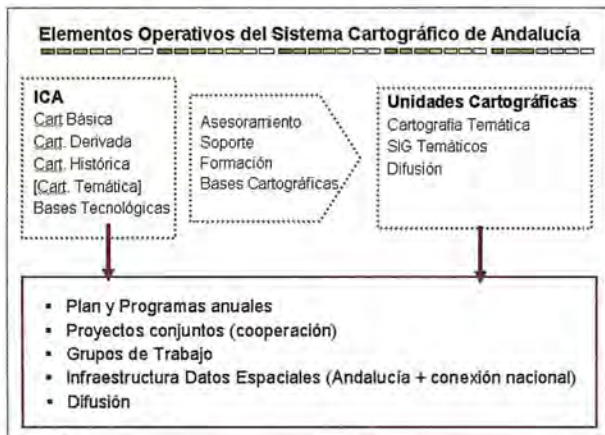 Elementos Operativos del Sistema Cartográfico de Andalucía
ICA
Cart Básica
Cart. Derivada
Cart. Histórica
[Cart. Temática]
Bases Tecnológicas
Asesoramiento
Soporte
Formación
Bases Cartográficas
Unidades Cartográficas
Cartografía Temática
SIG Temáticos
Difusión
▪ Plan y Programas anuales
▪ Proyectos conjuntos (cooperación)
▪ Grupos de Trabajo
▪ Infraestructura Datos Espaciales (Andalucía + conexión nacional)
▪ Difusión